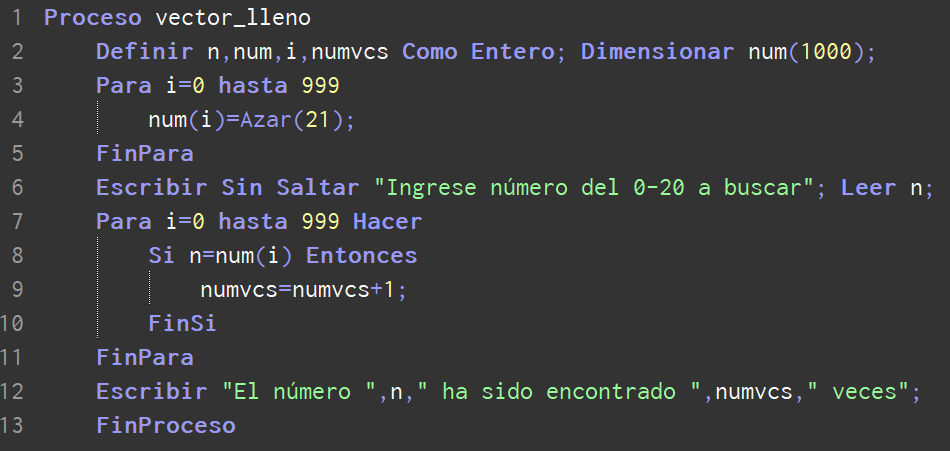 1 Proceso vector_lleno
2 Definir n,num,i,numvcs Como Entero; Dimensionar num(1000);
3 Para i=0 hasta 999
4 num(i)=Azar(21);
5 FinPara
6 Escribir Sin Saltar "Ingrese número del 0-20 a buscar"; Leer n;
7 Para i=0 hasta 999 Hacer
8 Si n=num(i) Entonces
9 numvcs=numvcs+1;
10 FinSi
11 FinPara
12 Escribir "El número ",n," ha sido encontrado ",numvcs," veces";
13 FinProceso